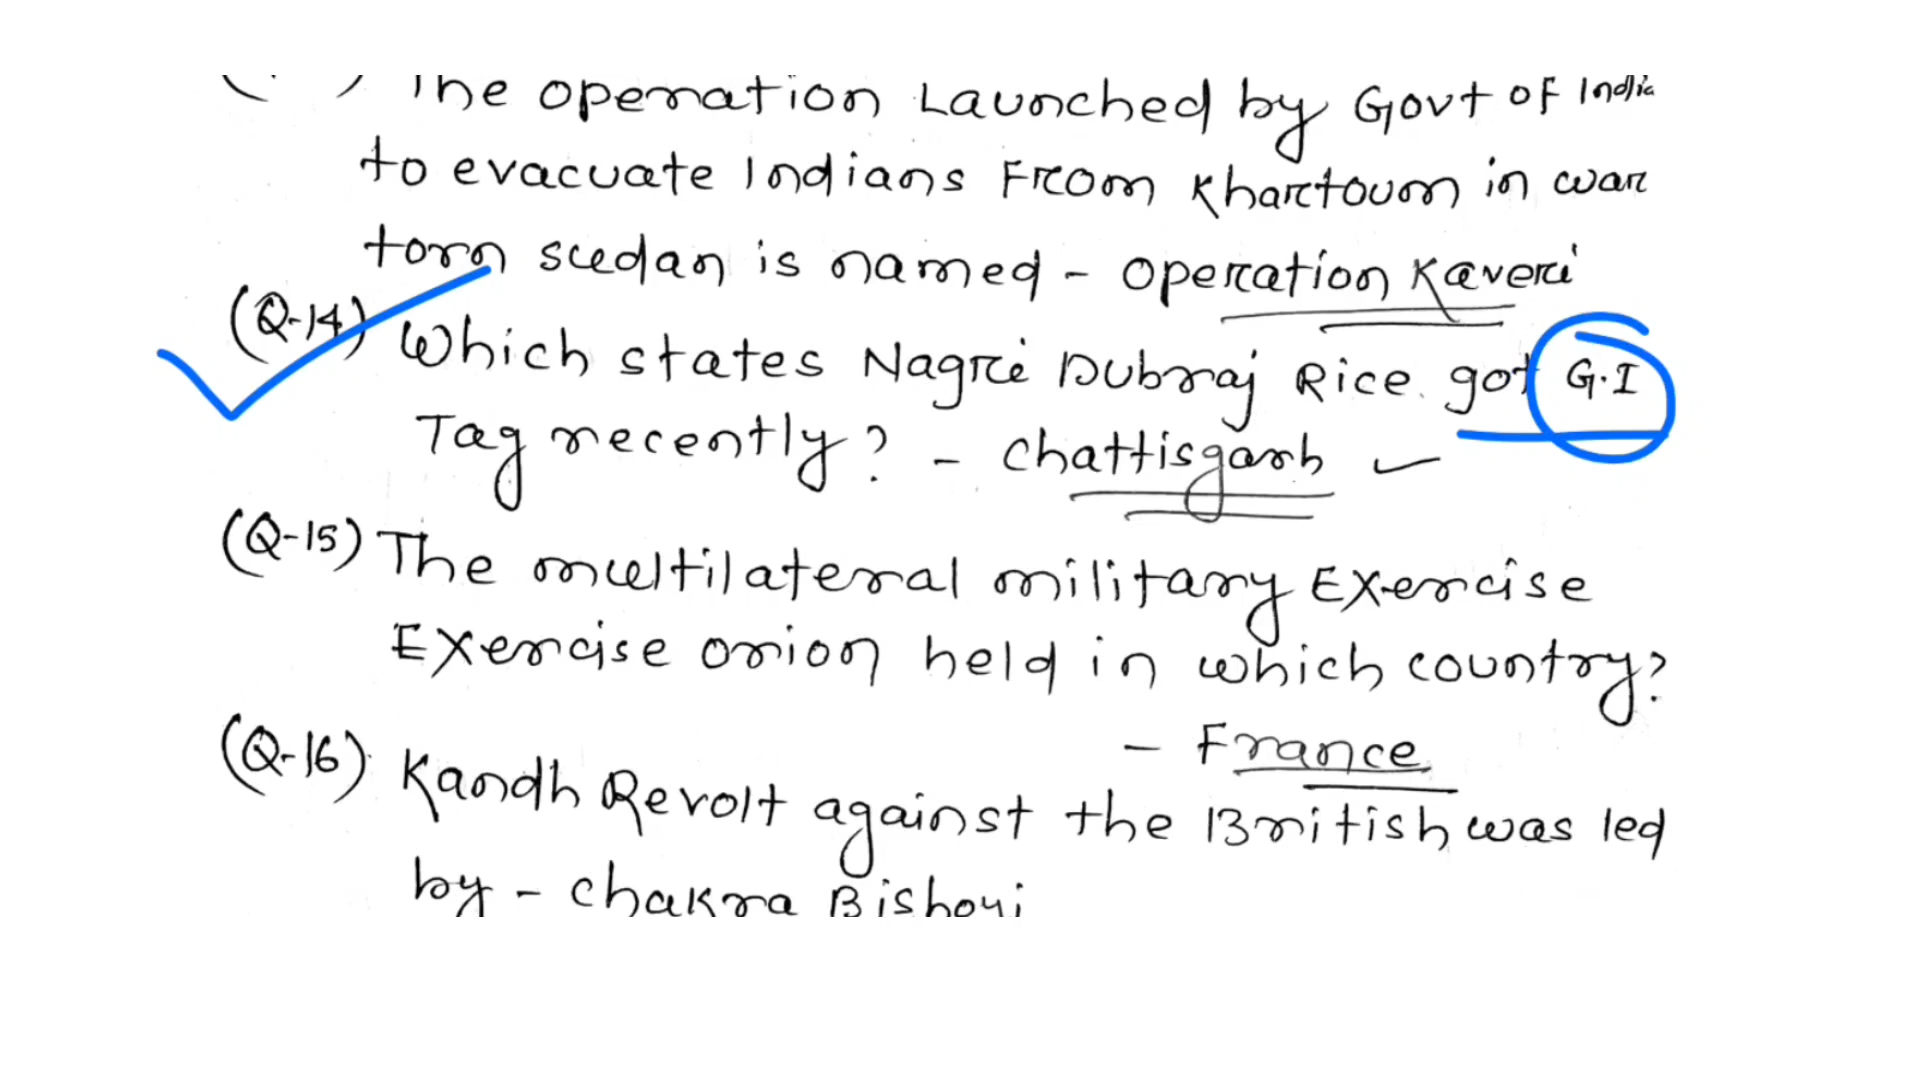 The operation Launched by Govt of India
to evacuate Indians From Khartoum in war
torn sudan is named - Operation Kaveri
(Q-14) Which states Nagri Dubraj Rice. got G.I
Tag recently? - Chattisgarh
(Q-15) The multilateral military Exercise
Exercise orion held in which country?
- France
(Q-16) Kandh Revolt against the British was led
by - Chakra Bishoyi